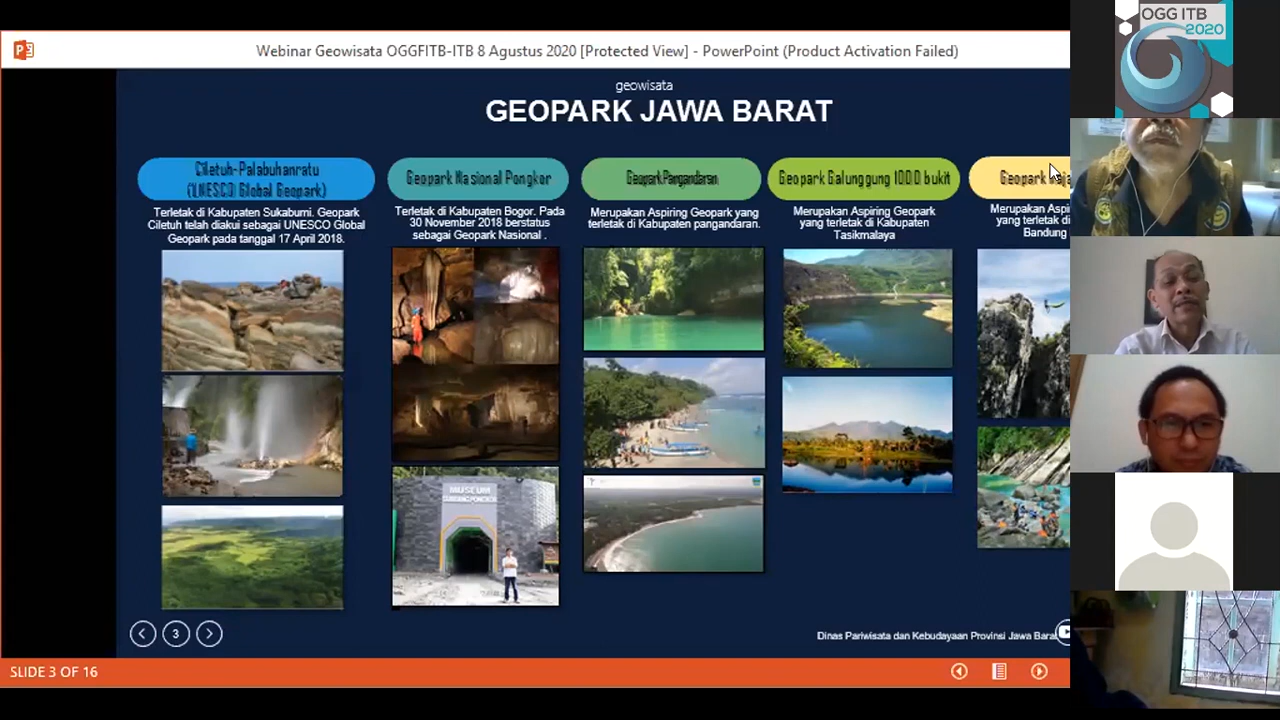 Webinar Geowisata OGGFITB-ITB 8 Agustus 2020 [Protected View] - PowerPoint (Product Activation Failed)
OGG ITB
2020
geowisata
GEOPARK JAWA BARAT
Ciletuh-Palabuhanratu
(UNESCO Global Geopark)
Terletak di Kabupaten Sukabumi. Geopark
Ciletuh telah diakui sebagai UNESCO Global
Geopark pada tanggal 17 April 2018.
Geopark Nasional Pongkor
Terletak di Kabupaten Bogor. Pada
30 November 2018 berstatus
sebagai Geopark Nasional .
MUSEUM
Geopark Pangandaran
Merupakan Aspiring Geopark yang
terletak di Kabupaten pangandaran.
Geopark Galunggung 1000 bukit
Merupakan Aspiring Geopark
yang terletak di Kabupaten
Tasikmalaya
Geopark
Merupakan Aspi
yang terletak di
Bandung
3
Dinas Pariwisata dan Kebudayaan Provinsi Jawa Bara
SLIDE 3 OF 16